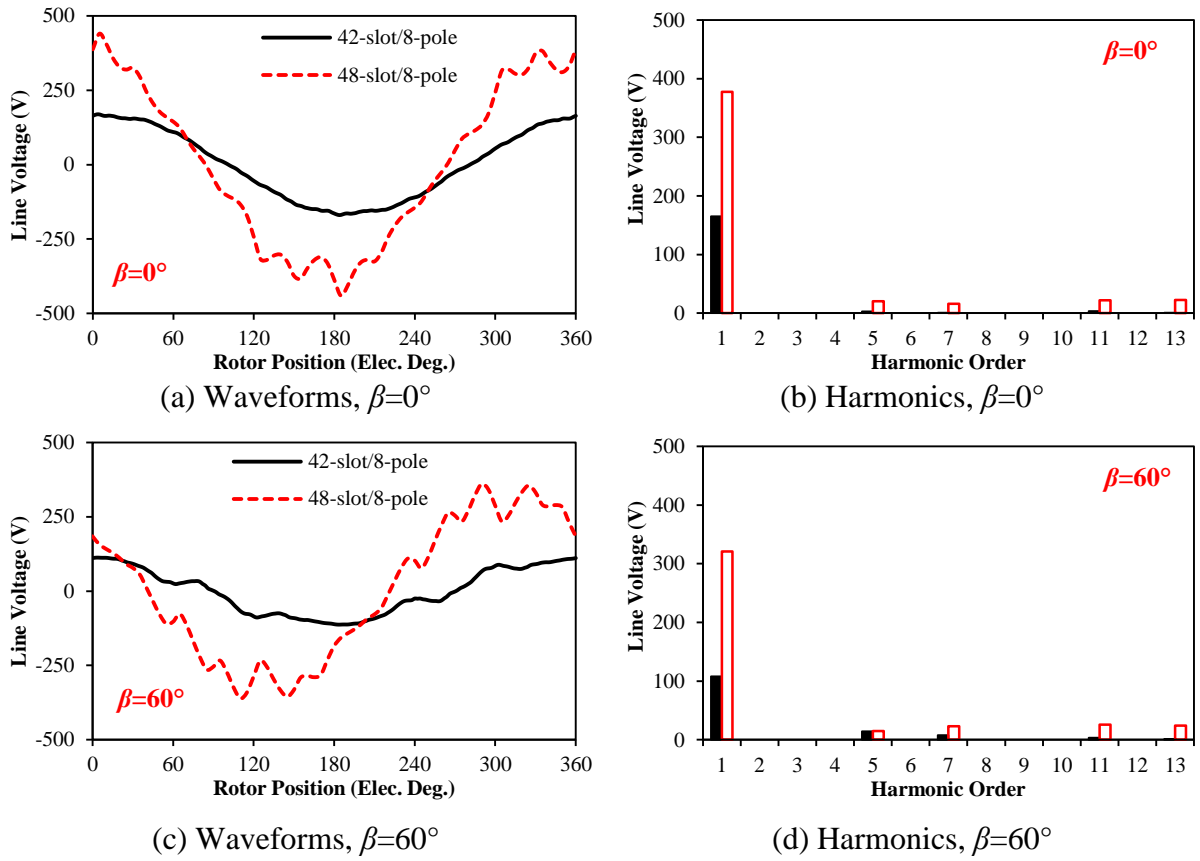 500
250
0
-250
-500
Line Voltage (V)
42-slot/8-pole
48-slot/8-pole
β=0°
0 60 120 180 240 300 360
Rotor Position (Elec. Deg.)
(a) Waveforms, β=0°
500
400
300
200
100
0
Line Voltage (V)
β=0°
1 2 3 4 5 6 7 8 9 10 11 12 13
Harmonic Order
(b) Harmonics, β=0°
500
250
0
-250
-500
Line Voltage (V)
42-slot/8-pole
48-slot/8-pole
β=60°
0 60 120 180 240 300 360
Rotor Position (Elec. Deg.)
(c) Waveforms, β=60°
500
400
300
200
100
0
Line Voltage (V)
β=60°
1 2 3 4 5 6 7 8 9 10 11 12 13
Harmonic Order
(d) Harmonics, β=60°